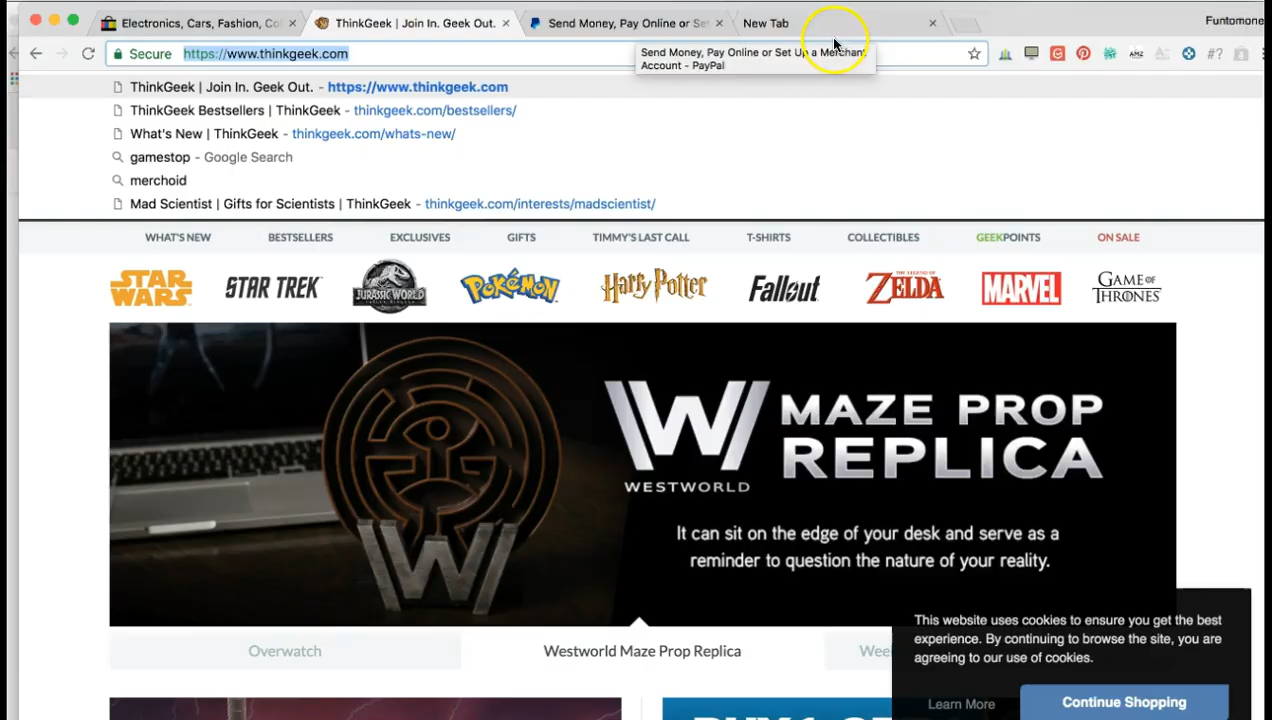 Electronics, Cars, Fashion, Co
ThinkGeek | Join In. Geek Out.
Send Money, Pay Online or Set
New Tab
Funtomone
Secure
https://www.thinkgeek.com
Send Money, Pay Online or Set Up a Merchant
Account - PayPal
#?
ThinkGeek | Join In. Geek Out. - https://www.thinkgeek.com
ThinkGeek Bestsellers | ThinkGeek - thinkgeek.com/bestsellers/
What's New | ThinkGeek - thinkgeek.com/whats-new/
gamestop - Google Search
merchoid
Mad Scientist | Gifts for Scientists | ThinkGeek - thinkgeek.com/interests/madscientist/
WHAT'S NEW BESTSELLERS EXCLUSIVES GIFTS TIMMY'S LAST CALL T-SHIRTS COLLECTIBLES GEEKPOINTS ON SALE
STAR WARS
STAR TREK
JURASSIC WORLD
POKÉMON
Harry Potter
Fallout
THE LEGEND OF ZELDA
MARVEL
GAME OF THRONES
W
WESTWORLD
MAZE PROP
REPLICA
It can sit on the edge of your desk and serve as a
reminder to question the nature of your reality.
W
This website uses cookies to ensure you get the best
experience. By continuing to browse the site, you are
agreeing to our use of cookies.
Overwatch
Westworld Maze Prop Replica
Learn More
Continue Shopping